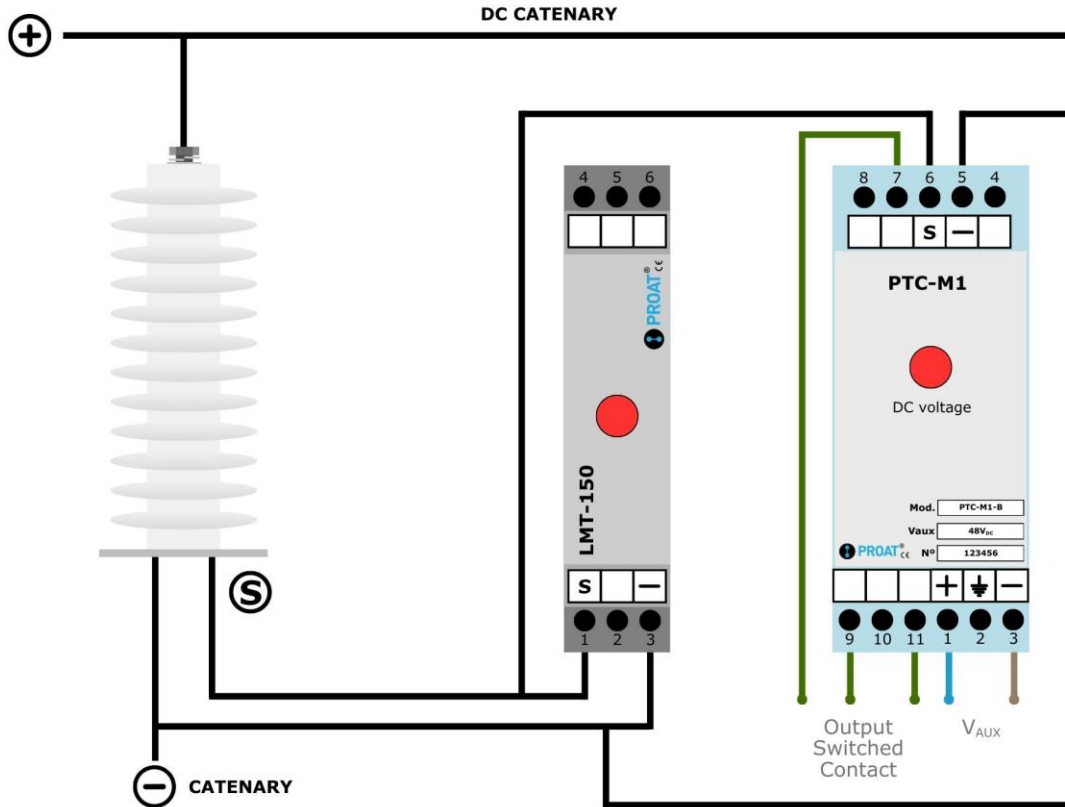 DC CATENARY
+
4 5 6
8 7 6 5 4
S —
PROAT® CE
PTC-M1
DC voltage
LMT-150
Mod. PTC-M1-B
Vaux 48VDC
PROAT® CE Nº 123456
S
S —
+ —
1 2 3
9 10 11 1 2 3
Output
Switched
Contact
VAUX
— CATENARY